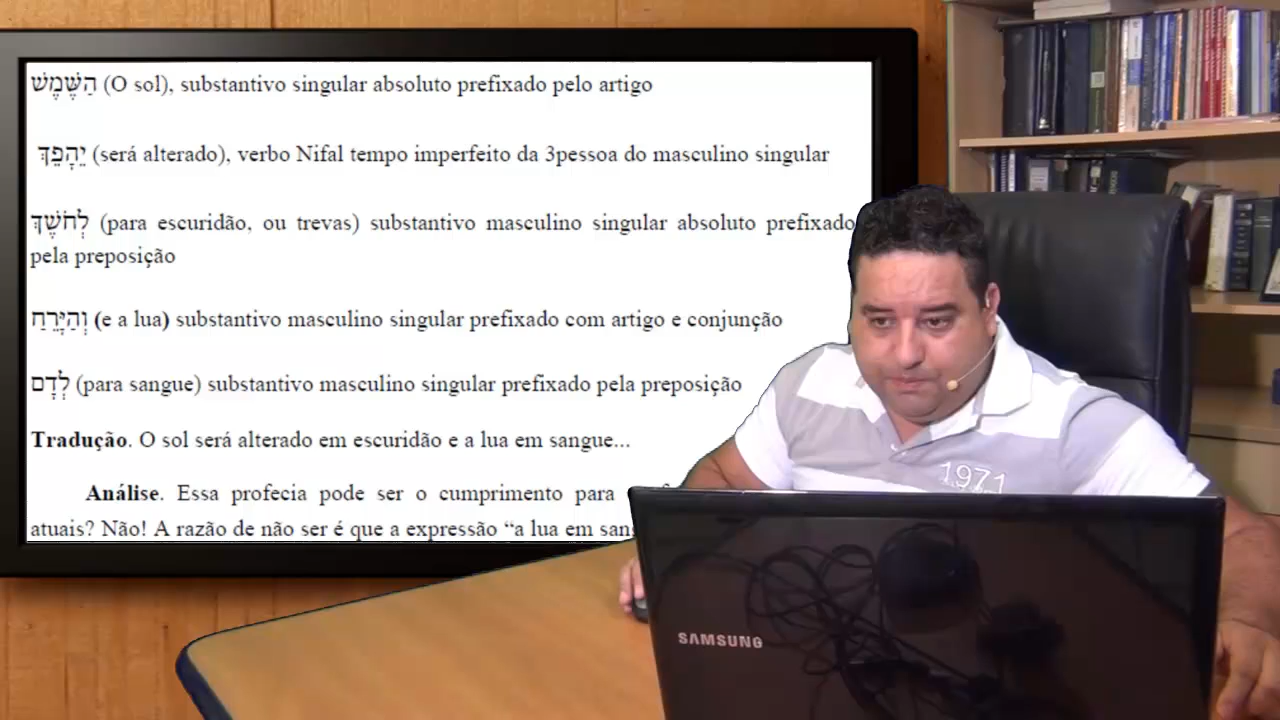 הַשֶּׁמֶשׁ (O sol), substantivo singular absoluto prefixado pelo artigo
יֵהָפֵךְ (será alterado), verbo Nifal tempo imperfeito da 3pessoa do masculino singular
לְחֹשֶׁךְ (para escuridão, ou trevas) substantivo masculino singular absoluto prefixado
pela preposição
וְהַיָּרֵחַ (e a lua) substantivo masculino singular prefixado com artigo e conjunção
לְדָם (para sangue) substantivo masculino singular prefixado pela preposição
Tradução. O sol será alterado em escuridão e a lua em sangue...
Análise. Essa profecia pode ser o cumprimento para
atuais? Não! A razão de não ser é que a expressão “a lua em
1971
SAMSUNG